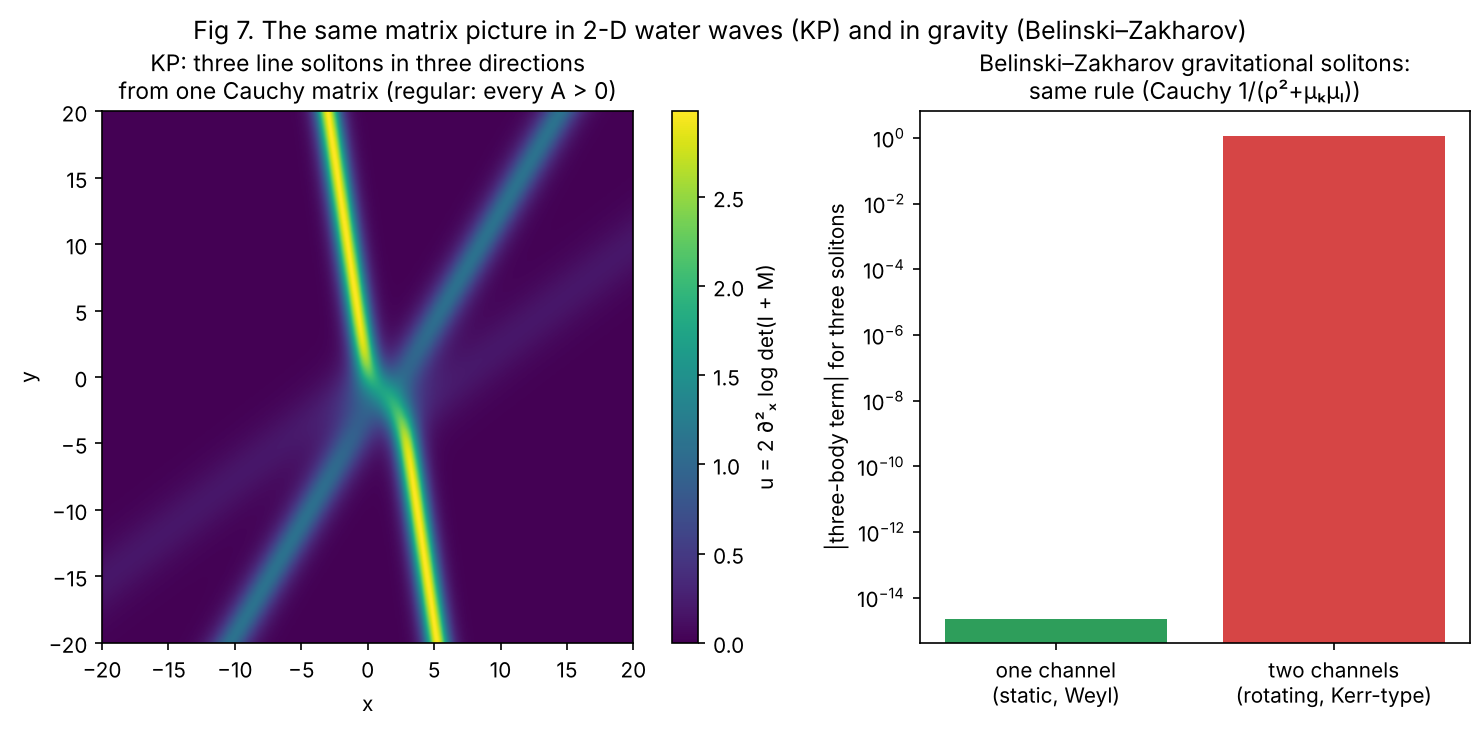 Fig 7. The same matrix picture in 2-D water waves (KP) and in gravity (Belinski–Zakharov)
KP: three line solitons in three directions
from one Cauchy matrix (regular: every A > 0)
20
15
10
5
0
−5
−10
−15
−20
y
−20
−15
−10
−5
0
5
10
15
20
x
2.5
2.0
1.5
1.0
0.5
0.0
u = 2 ∂²ₓ log det(I + M)
Belinski–Zakharov gravitational solitons:
same rule (Cauchy 1/(ρ²+μₖμₗ))
10⁰
10⁻²
10⁻⁴
10⁻⁶
10⁻⁸
10⁻¹⁰
10⁻¹²
10⁻¹⁴
|three-body term| for three solitons
one channel
(static, Weyl)
two channels
(rotating, Kerr-type)